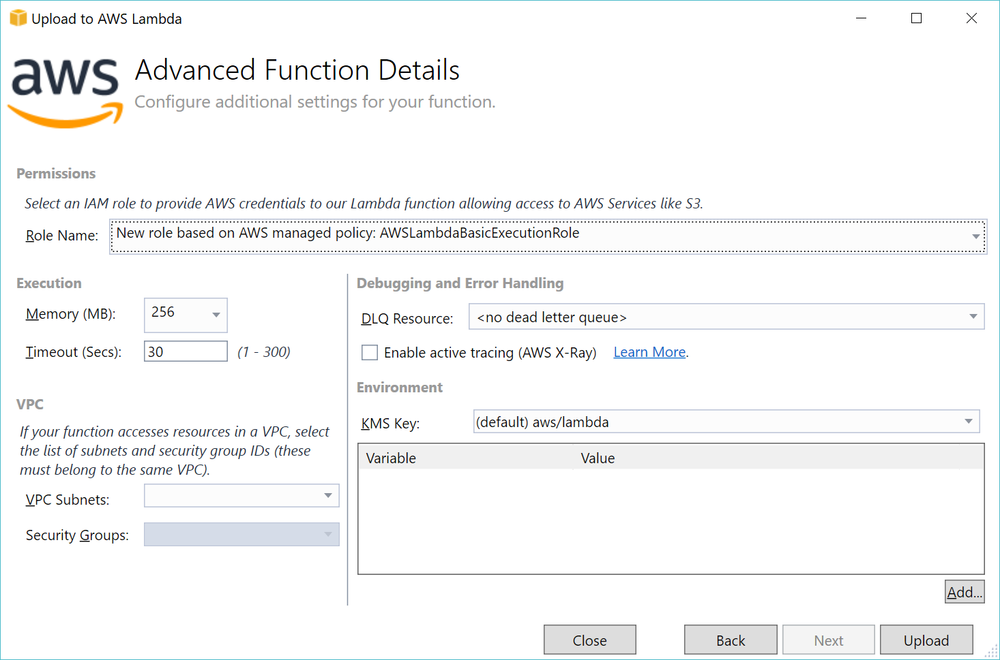 Upload to AWS Lambda
aws
Advanced Function Details
Configure additional settings for your function.
Permissions
Select an IAM role to provide AWS credentials to our Lambda function allowing access to AWS Services like S3.
Role Name: New role based on AWS managed policy: AWSLambdaBasicExecutionRole
Execution
Memory (MB): 256
Timeout (Secs): 30 (1 - 300)
VPC
If your function accesses resources in a VPC, select
the list of subnets and security group IDs (these
must belong to the same VPC).
VPC Subnets:
Security Groups:
Debugging and Error Handling
DLQ Resource: <no dead letter queue>
Enable active tracing (AWS X-Ray) Learn More.
Environment
KMS Key: (default) aws/lambda
Variable Value
Add...
Close Back Next Upload